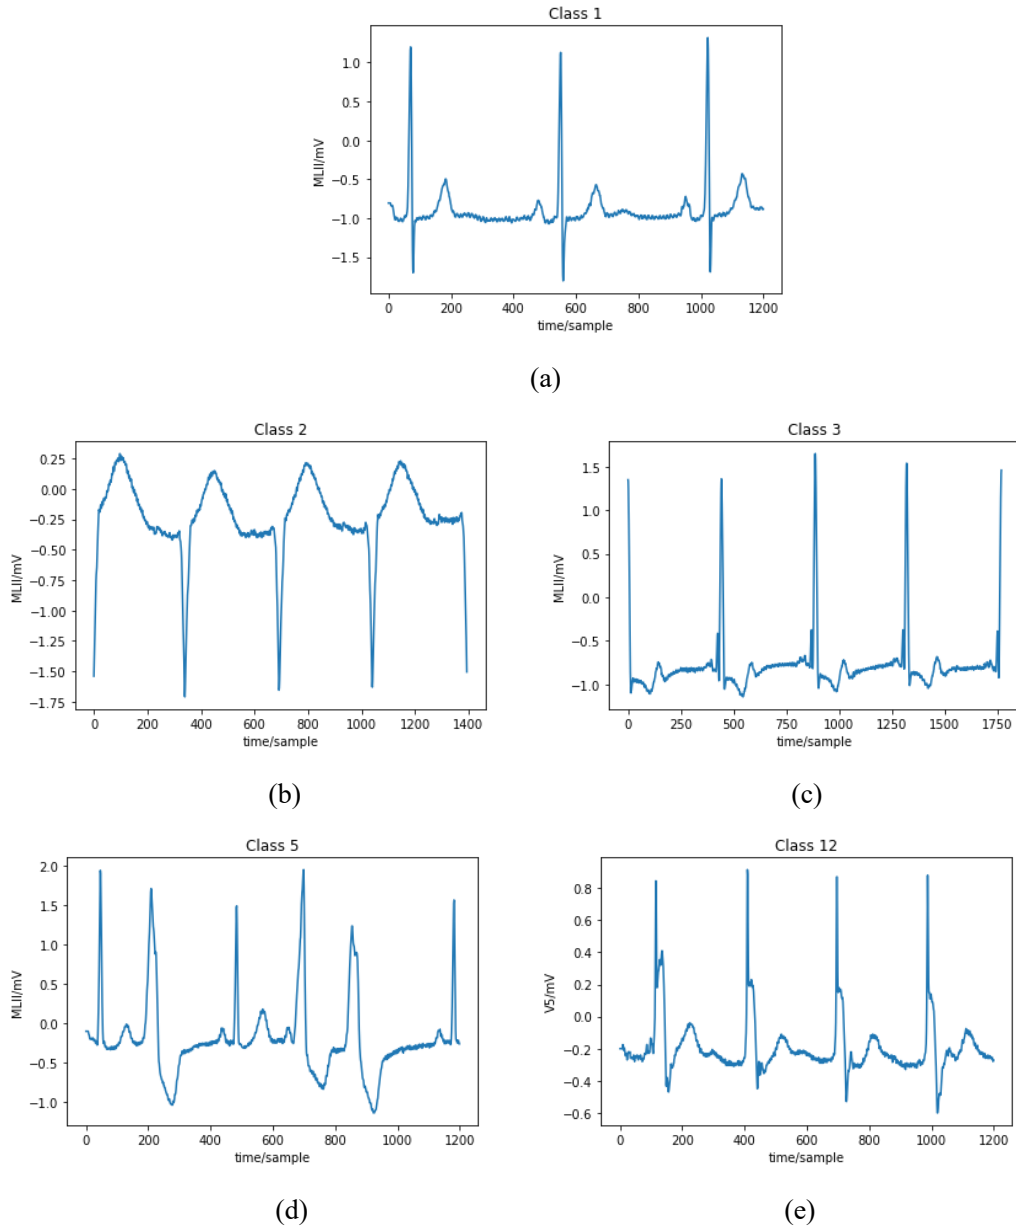 Class 1
1.0
0.5
0.0
−0.5
−1.0
−1.5
MLII/mV
0 200 400 600 800 1000 1200
time/sample
(a)
Class 2
0.25
0.00
−0.25
−0.50
−0.75
−1.00
−1.25
−1.50
−1.75
MLII/mV
0 200 400 600 800 1000 1200 1400
time/sample
(b)
Class 3
1.5
1.0
0.5
0.0
−0.5
−1.0
MLII/mV
0 250 500 750 1000 1250 1500 1750
time/sample
(c)
Class 5
2.0
1.5
1.0
0.5
0.0
−0.5
−1.0
MLII/mV
0 200 400 600 800 1000 1200
time/sample
(d)
Class 12
0.8
0.6
0.4
0.2
0.0
−0.2
−0.4
−0.6
V5/mV
0 200 400 600 800 1000 1200
time/sample
(e)